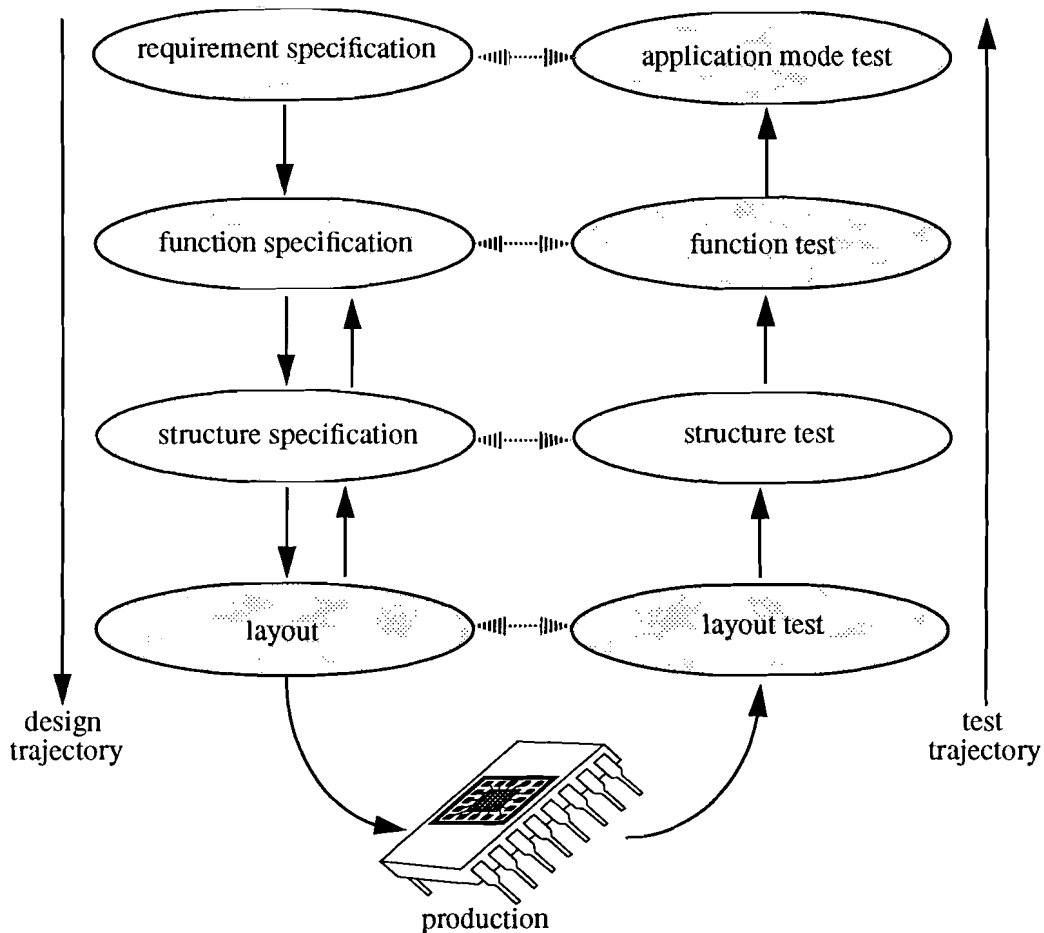 requirement specification
application mode test
function specification
function test
structure specification
structure test
layout
layout test
design
trajectory
test
trajectory
production